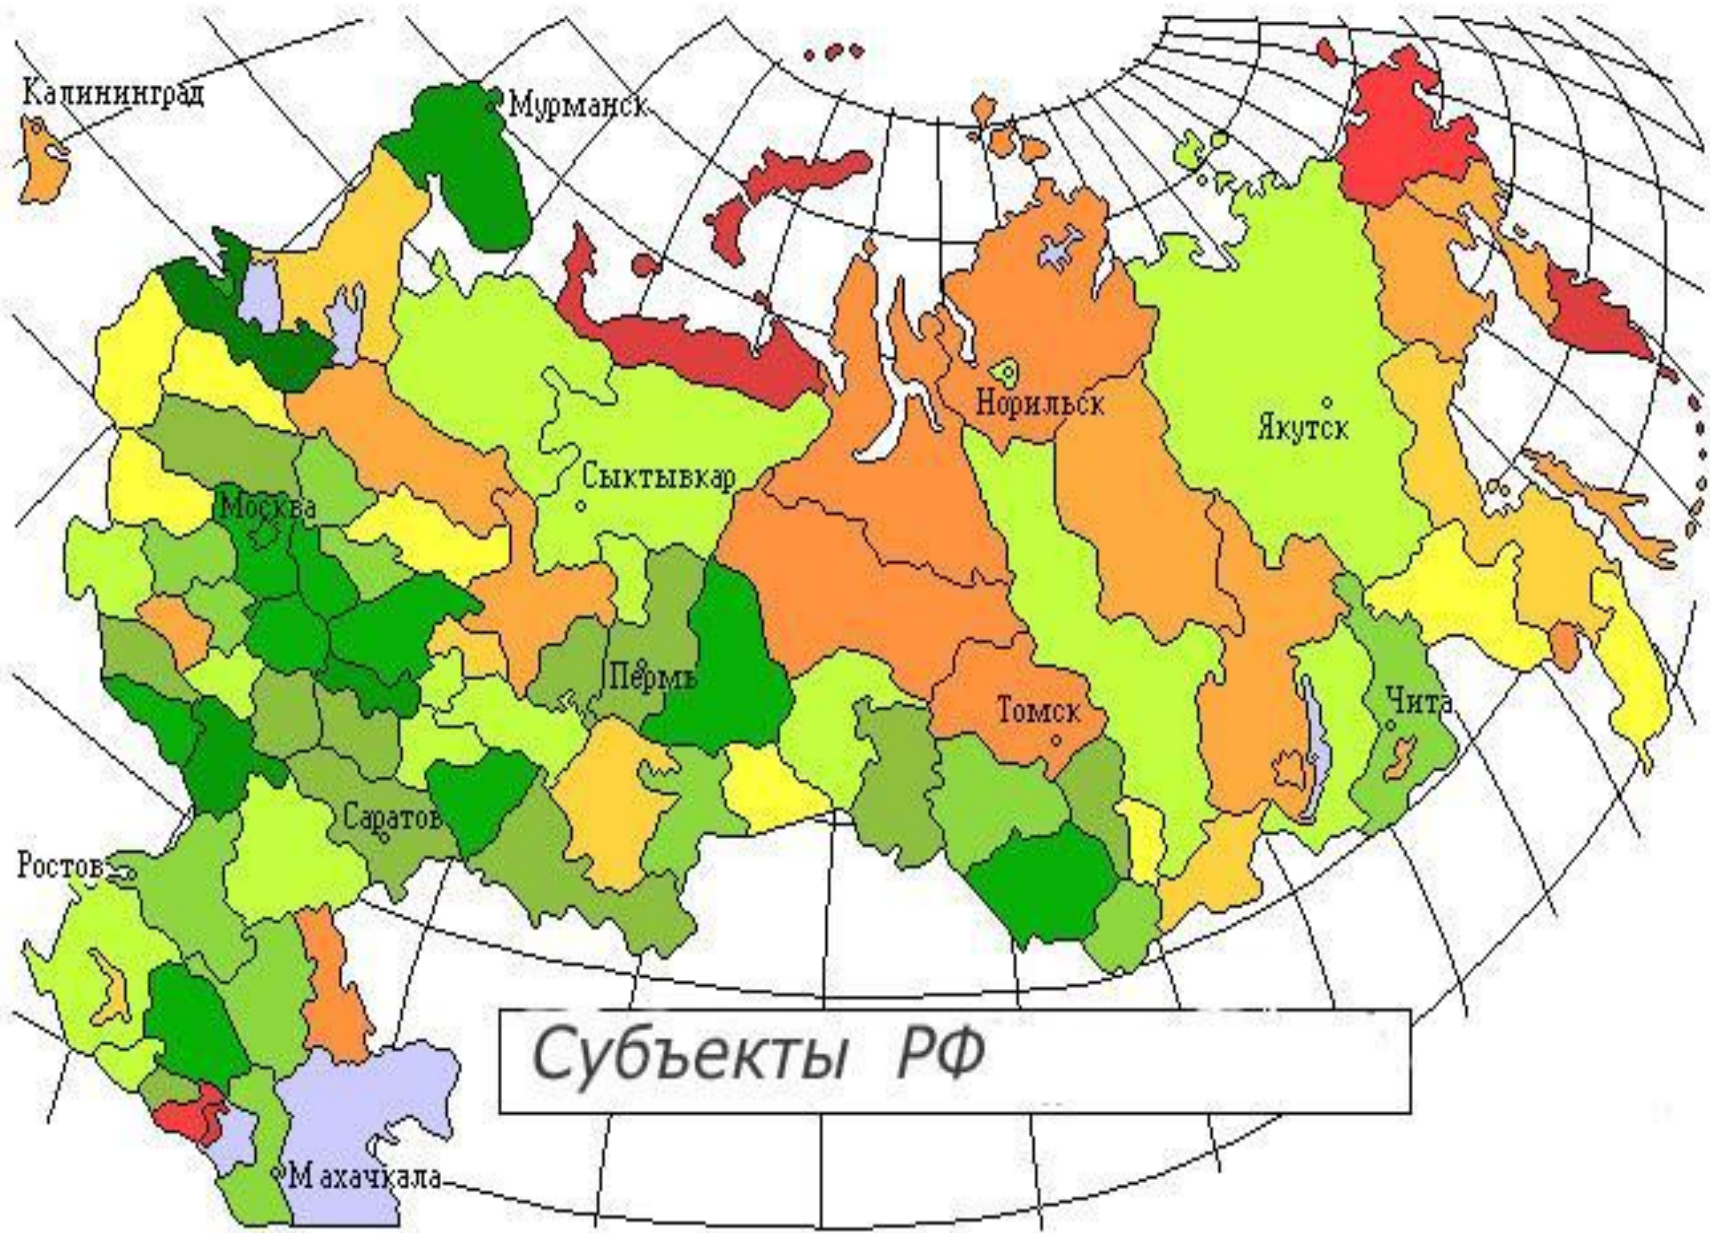 Калининград
Мурманск
Норильск
Якутск
Сыктывкар
Москва
Пермь
Томск
Чита
Саратов
Ростов
Субъекты РФ
Махачкала